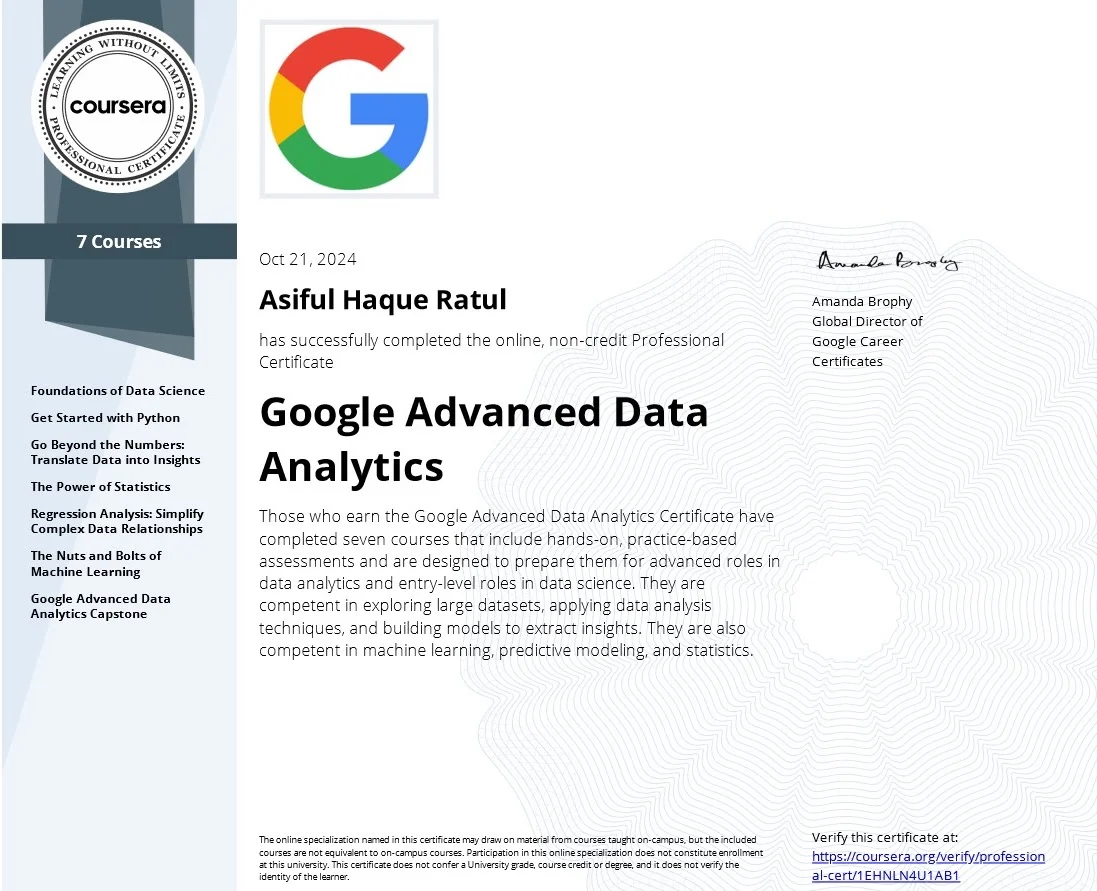 LEARNING WITHOUT LIMITS
coursera
PROFESSIONAL CERTIFICATE
7 Courses
Foundations of Data Science
Get Started with Python
Go Beyond the Numbers:
Translate Data into Insights
The Power of Statistics
Regression Analysis: Simplify
Complex Data Relationships
The Nuts and Bolts of
Machine Learning
Google Advanced Data
Analytics Capstone
Oct 21, 2024
Asiful Haque Ratul
has successfully completed the online, non-credit Professional
Certificate
Google Advanced Data
Analytics
Those who earn the Google Advanced Data Analytics Certificate have
completed seven courses that include hands-on, practice-based
assessments and are designed to prepare them for advanced roles in
data analytics and entry-level roles in data science. They are
competent in exploring large datasets, applying data analysis
techniques, and building models to extract insights. They are also
competent in machine learning, predictive modeling, and statistics.
Amanda Brophy
Amanda Brophy
Global Director of
Google Career
Certificates
The online specialization named in this certificate may draw on material from courses taught on-campus, but the included
courses are not equivalent to on-campus courses. Participation in this online specialization does not constitute enrollment
at this university. This certificate does not confer a University grade, course credit or degree, and it does not verify the
identity of the learner.
Verify this certificate at:
https://coursera.org/verify/profession
al-cert/1EHNLN4U1AB1